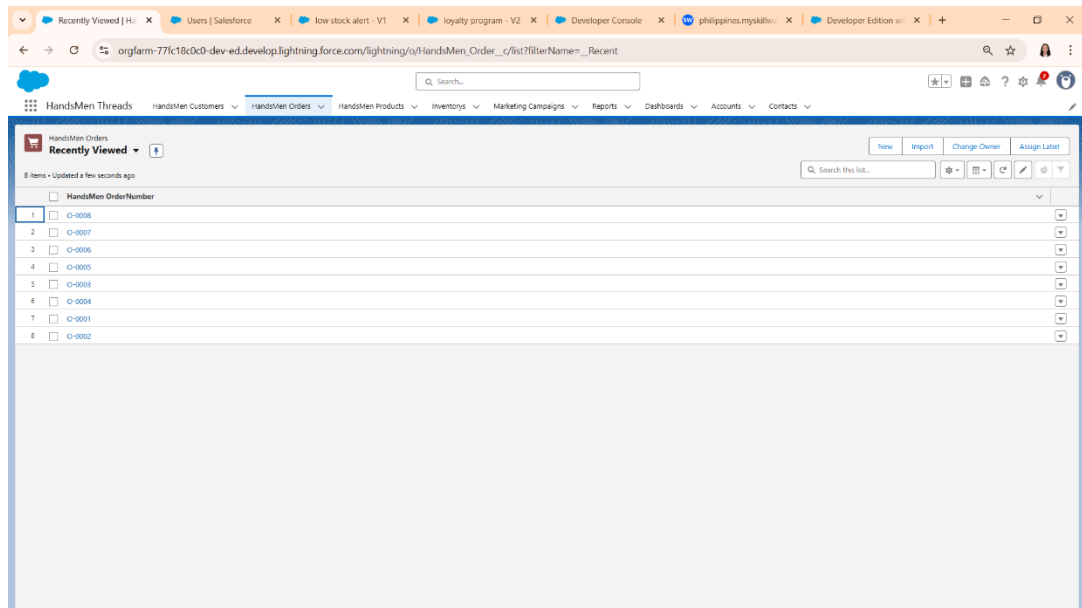 Recently Viewed | Ha
Users | Salesforce
low stock alert - V1
loyalty program - V2
Developer Console
philippines.myskillwa
Developer Edition wi
orgfarm-77fc18c0c0-dev-ed.develop.lightning.force.com/lightning/o/HandsMen_Order__c/list?filterName=__Recent
Search...
HandsMen Threads
HandsMen Customers
HandsMen Orders
HandsMen Products
Inventorys
Marketing Campaigns
Reports
Dashboards
Accounts
Contacts
HandsMen Orders
Recently Viewed
New
Import
Change Owner
Assign Label
8 items • Updated a few seconds ago
Search this list...
HandsMen OrderNumber
1 O-0008
2 O-0007
3 O-0006
4 O-0005
5 O-0003
6 O-0004
7 O-0001
8 O-0002